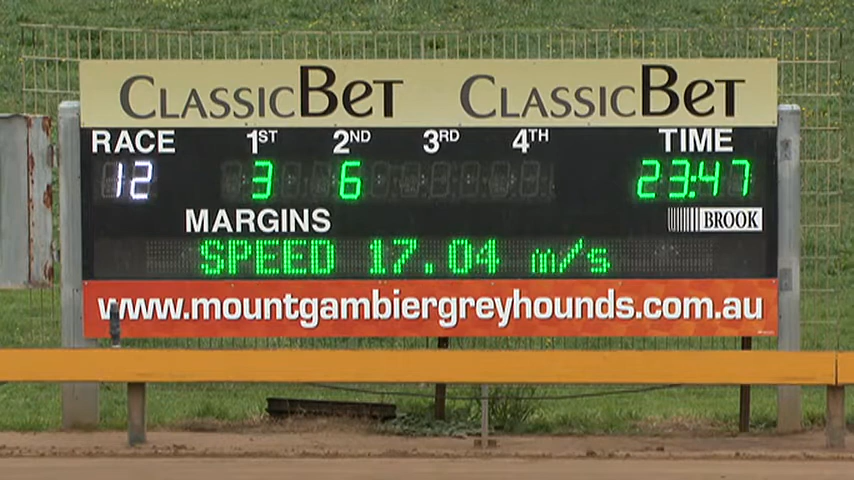 CLASSICBET CLASSICBET
RACE 1ST 2ND 3RD 4TH TIME
12 3 6 23:47
MARGINS BROOK
SPEED 17.04 m/s
www.mountgambiergreyhounds.com.au